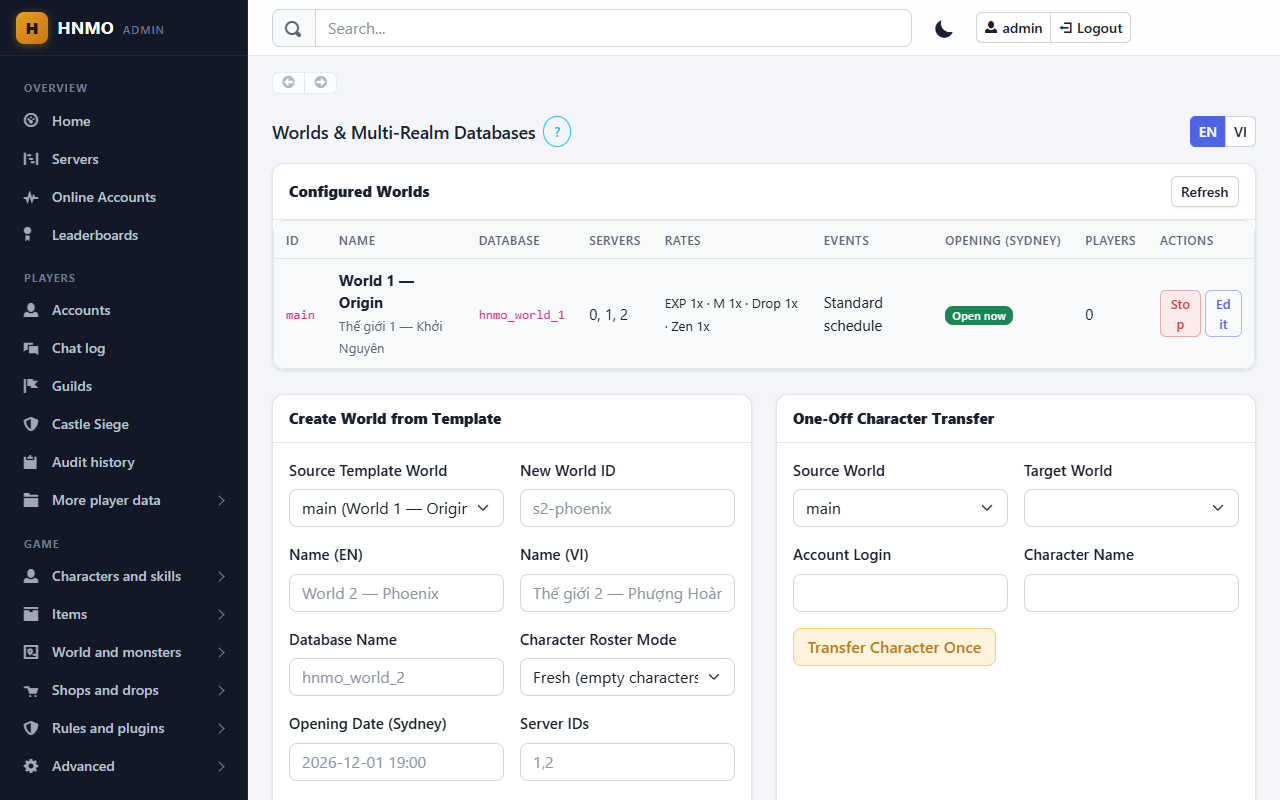 H HNMO ADMIN
Search...
admin
Logout
OVERVIEW
Home
Servers
Online Accounts
Leaderboards
PLAYERS
Accounts
Chat log
Guilds
Castle Siege
Audit history
More player data
GAME
Characters and skills
Items
World and monsters
Shops and drops
Rules and plugins
Advanced
Worlds & Multi-Realm Databases ?
EN VI
Configured Worlds
Refresh
ID NAME DATABASE SERVERS RATES EVENTS OPENING (SYDNEY) PLAYERS ACTIONS
main
World 1 —
Origin
Thế giới 1 — Khởi
Nguyên
hnmo_world_1
0, 1, 2
EXP 1x · M 1x · Drop 1x
· Zen 1x
Standard
schedule
Open now
0
Sto
p
Ed
it
Create World from Template
Source Template World
main (World 1 — Origin
New World ID
s2-phoenix
Name (EN)
World 2 — Phoenix
Name (VI)
Thế giới 2 — Phượng Hoàn
Database Name
hnmo_world_2
Character Roster Mode
Fresh (empty characters
Opening Date (Sydney)
2026-12-01 19:00
Server IDs
1,2
One-Off Character Transfer
Source World
main
Target World
Account Login
Character Name
Transfer Character Once